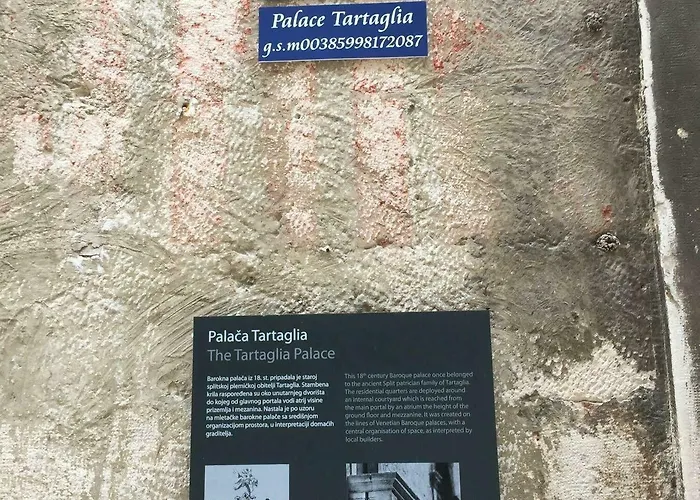 Palace Tartaglia
g.s.m00385998172087
Palača Tartaglia
The Tartaglia Palace
Barokna palača iz 18. st. pripadala je staroj
splitskoj plemićkoj obitelji Tartaglia. Stambena
krila raspoređena su oko unutarnjeg dvorišta
do kojeg od glavnog portala vodi atrij visine
prizemlja i mezanina. Nastala je po uzoru
na mletačke barokne palače sa središnjom
organizacijom prostora, u interpretaciji domaćih
graditelja.
This 18th century Baroque palace once belonged
to the ancient Split patrician family of Tartaglia.
The residential quarters are deployed around
an internal courtyard which is reached from
the main portal by an atrium the height of the
ground floor and mezzanine. It was created on
the lines of Venetian Baroque palaces, with a
central organisation of space, as interpreted by
local builders.